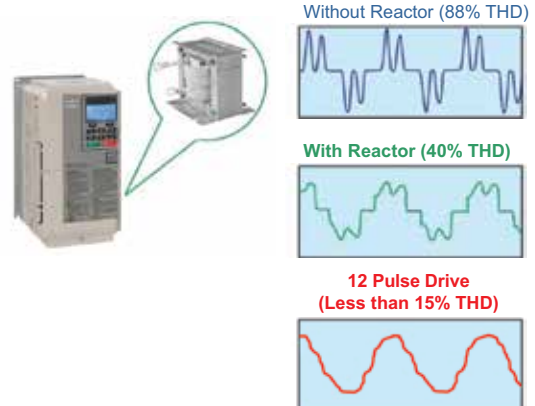 Without Reactor (88% THD)
With Reactor (40% THD)
12 Pulse Drive
(Less than 15% THD)